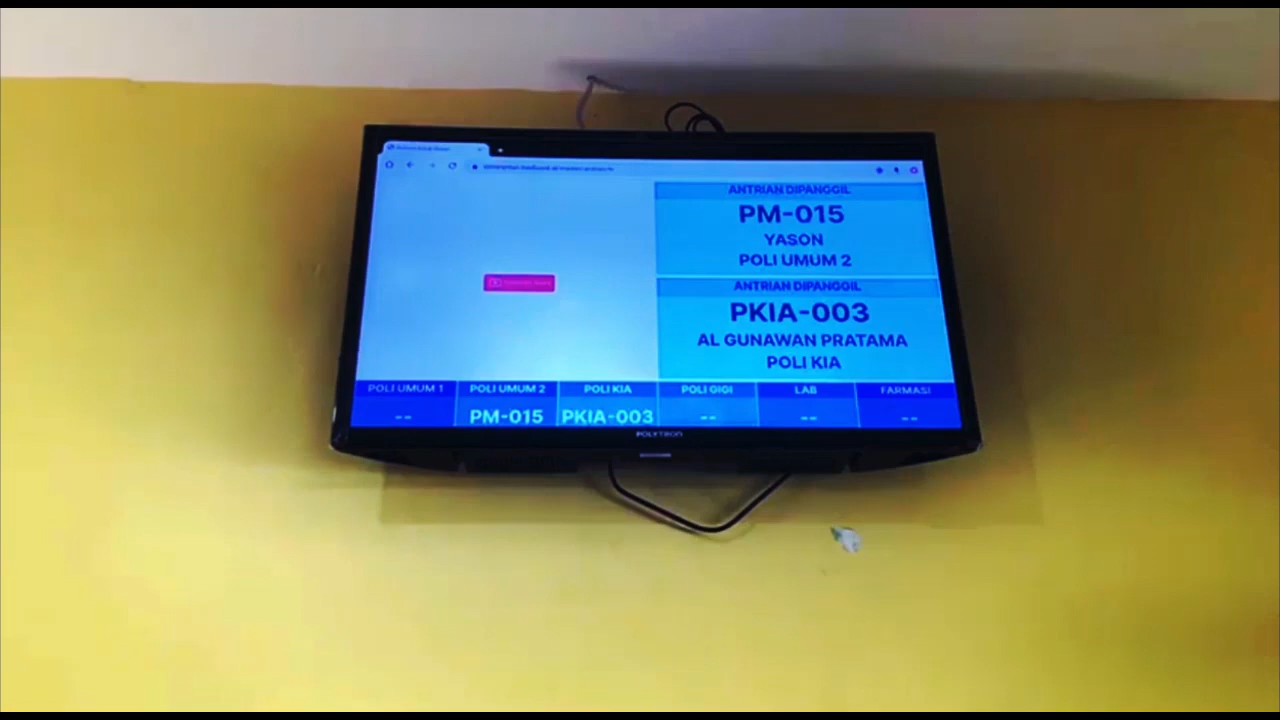 ANTRIAN DIPANGGIL
PM-015
YASON
POLI UMUM 2
ANTRIAN DIPANGGIL
PKIA-003
AL GUNAWAN PRATAMA
POLI KIA
POLI UMUM 1
POLI UMUM 2
POLI KIA
POLI GIGI
LAB
FARMASI
--
PM-015
PKIA-003
--
--
--
POLYTRON